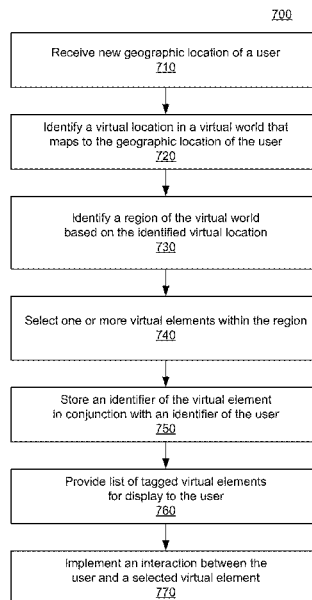 700
Receive new geographic location of a user
710
Identify a virtual location in a virtual world that
maps to the geographic location of the user
720
Identify a region of the virtual world
based on the identified virtual location
730
Select one or more virtual elements within the region
740
Store an identifier of the virtual element
in conjunction with an identifier of the user
750
Provide list of tagged virtual elements
for display to the user
760
Implement an interaction between the
user and a selected virtual element
770